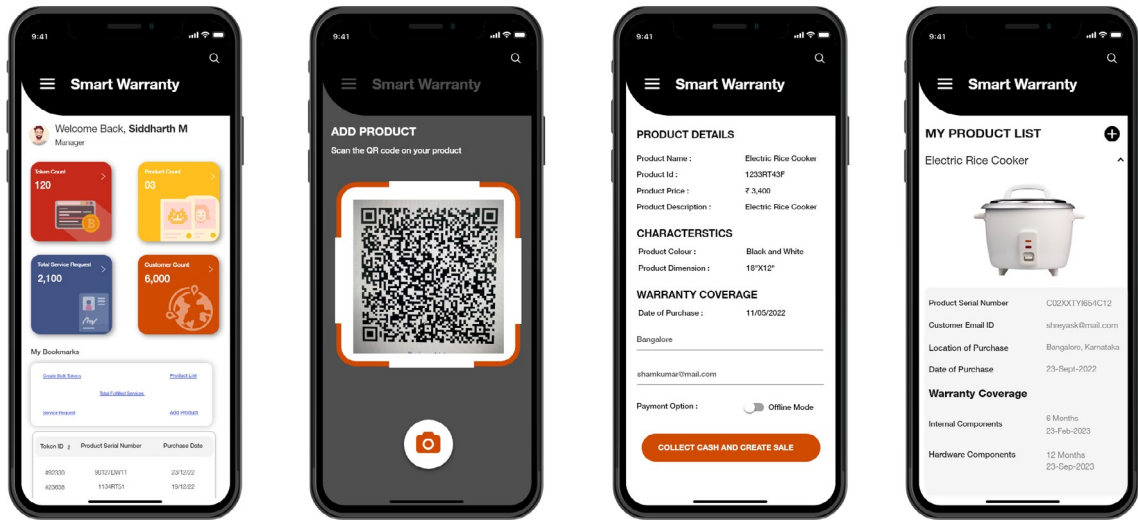 9:41
Smart Warranty
Welcome Back, Siddharth M
Manager
Token Count
120
Product Count
03
Total Service Request
2,100
Customer Count
6,000
My Bookmarks
Create Bulk Tokens
Product List
Total Fulfilled Services
Service Request
Add Product
Token ID
Product Serial Number
Purchase Date
#92330
23/12/22
#23838
19/12/22
9:41
Smart Warranty
ADD PRODUCT
Scan the QR code on your product
9:41
Smart Warranty
PRODUCT DETAILS
Product Name : Electric Rice Cooker
Product Id : 1233RT43F
Product Price : ₹ 3,400
Product Description : Electric Rice Cooker
CHARACTERSTICS
Product Colour : Black and White
Product Dimension : 18"X12"
WARRANTY COVERAGE
Date of Purchase : 11/05/2022
Bangalore
shamkumar@mail.com
Payment Option : Offline Mode
COLLECT CASH AND CREATE SALE
9:41
Smart Warranty
MY PRODUCT LIST
Electric Rice Cooker
Product Serial Number C02XXTYI654C12
Customer Email ID shreyask@mail.com
Location of Purchase Bangalore, Karnataka
Date of Purchase 23-Sept-2022
Warranty Coverage
Internal Components 6 Months
23-Feb-2023
Hardware Components 12 Months
23-Sep-2023